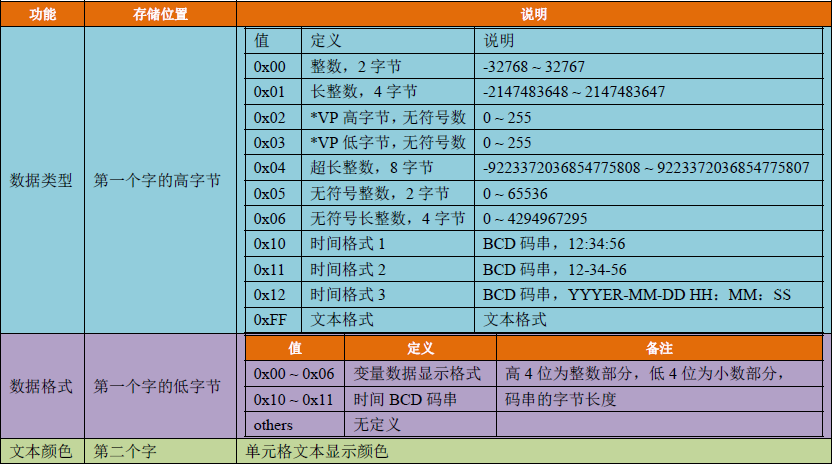 功能 存储位置 说明
值 定义 说明
0x00 整数，2 字节 -32768 ~ 32767
0x01 长整数，4 字节 -2147483648 ~ 2147483647
0x02 *VP 高字节，无符号数 0 ~ 255
0x03 *VP 低字节，无符号数 0 ~ 255
0x04 超长整数，8 字节 -9223372036854775808 ~ 9223372036854775807
数据类型 第一个字的高字节
0x05 无符号整数，2 字节 0 ~ 65536
0x06 无符号长整数，4 字节 0 ~ 4294967295
0x10 时间格式 1 BCD 码串，12:34:56
0x11 时间格式 2 BCD 码串，12-34-56
0x12 时间格式 3 BCD 码串，YYYER-MM-DD HH：MM：SS
0xFF 文本格式 文本格式
值 定义 备注
0x00 ~ 0x06 变量数据显示格式 高 4 位为整数部分，低 4 位为小数部分，
数据格式 第一个字的低字节
0x10 ~ 0x11 时间 BCD 码串 码串的字节长度
others 无定义
文本颜色 第二个字 单元格文本显示颜色